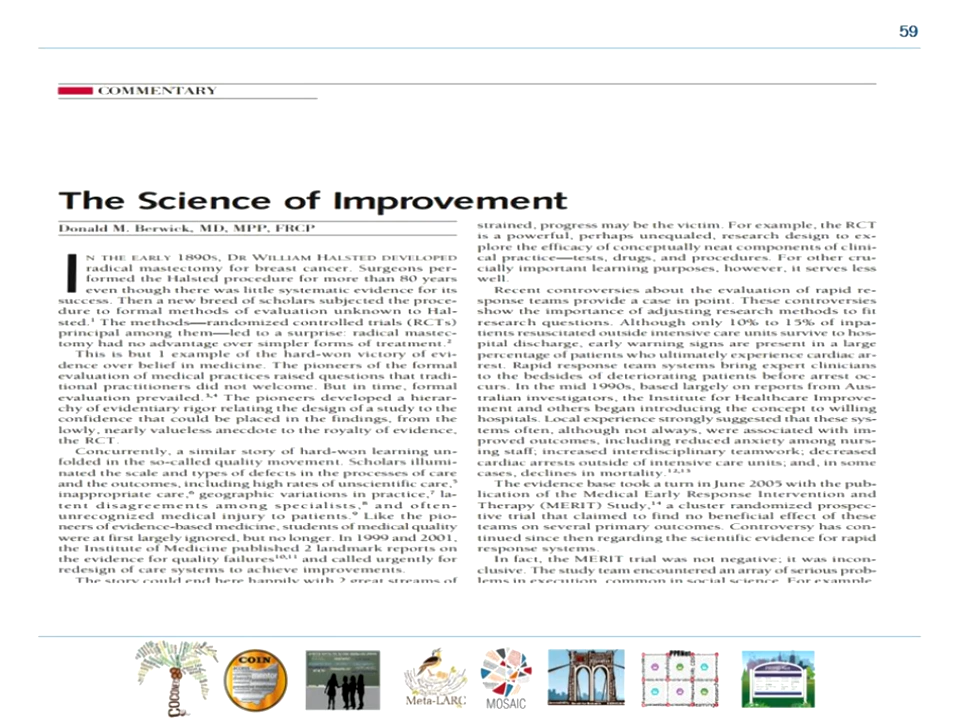 59
COMMENTARY
The Science of Improvement
Donald M. Berwick, MD, MPP, FRCP
IN THE EARLY 1890S, DR WILLIAM HALSTED DEVELOPED
radical mastectomy for breast cancer. Surgeons per-
formed the Halsted procedure for more than 80 years
even though there was little systematic evidence for its
success. Then a new breed of scholars subjected the proce-
dure to formal methods of evaluation unknown to Hal-
sted.1 The methods—randomized controlled trials (RCTs)
principal among them—led to a surprise: radical mastec-
tomy had no advantage over simpler forms of treatment.2
This is but 1 example of the hard-won victory of evi-
dence over belief in medicine. The pioneers of the formal
evaluation of medical practices raised questions that tradi-
tional practitioners did not welcome. But in time, formal
evaluation prevailed.3,4 The pioneers developed a hierar-
chy of evidentiary rigor relating the design of a study to the
confidence that could be placed in the findings, from the
lowly, nearly valueless anecdote to the royalty of evidence,
the RCT.
Concurrently, a similar story of hard-won learning un-
folded in the so-called quality movement. Scholars illumi-
nated the scale and types of defects in the processes of care
and the outcomes, including high rates of unscientific care,5
inappropriate care,6 geographic variations in practice,7 la-
tent disagreements among specialists,8 and often-
unrecognized medical injury to patients.9 Like the pio-
neers of evidence-based medicine, students of medical quality
were at first largely ignored, but no longer. In 1999 and 2001,
the Institute of Medicine published 2 landmark reports on
the evidence for quality failures10,11 and called urgently for
redesign of care systems to achieve improvements.
The story could end here happily with 2 great streams of
strained, progress may be the victim. For example, the RCT
is a powerful, perhaps unequaled, research design to ex-
plore the efficacy of conceptually neat components of clini-
cal practice—tests, drugs, and procedures. For other cru-
cially important learning purposes, however, it serves less
well.
Recent controversies about the evaluation of rapid re-
sponse teams provide a case in point. These controversies
show the importance of adjusting research methods to fit
research questions. Although only 10% to 15% of inpa-
tients resuscitated outside intensive care units survive to hos-
pital discharge, early warning signs are present in a large
percentage of patients who ultimately experience cardiac ar-
rest. Rapid response team systems bring expert clinicians
to the bedsides of deteriorating patients before arrest oc-
curs. In the mid 1990s, based largely on reports from Aus-
tralian investigators, the Institute for Healthcare Improve-
ment and others began introducing the concept to willing
hospitals. Local experience strongly suggested that these sys-
tems often, although not always, were associated with im-
proved outcomes, including reduced anxiety among nurs-
ing staff; increased interdisciplinary teamwork; decreased
cardiac arrests outside of intensive care units; and, in some
cases, declines in mortality.12,13
The evidence base took a turn in June 2005 with the pub-
lication of the Medical Early Response Intervention and
Therapy (MERIT) Study,14 a cluster randomized prospec-
tive trial that claimed to find no beneficial effect of these
teams on several primary outcomes. Controversy has con-
tinued since then regarding the scientific evidence for rapid
response systems.
In fact, the MERIT trial was not negative; it was incon-
clusive. The study team encountered an array of serious prob-
lems in execution, common in social science. For example,
COCONet
COIN
Meta-LARC
MOSAIC
PPRNet